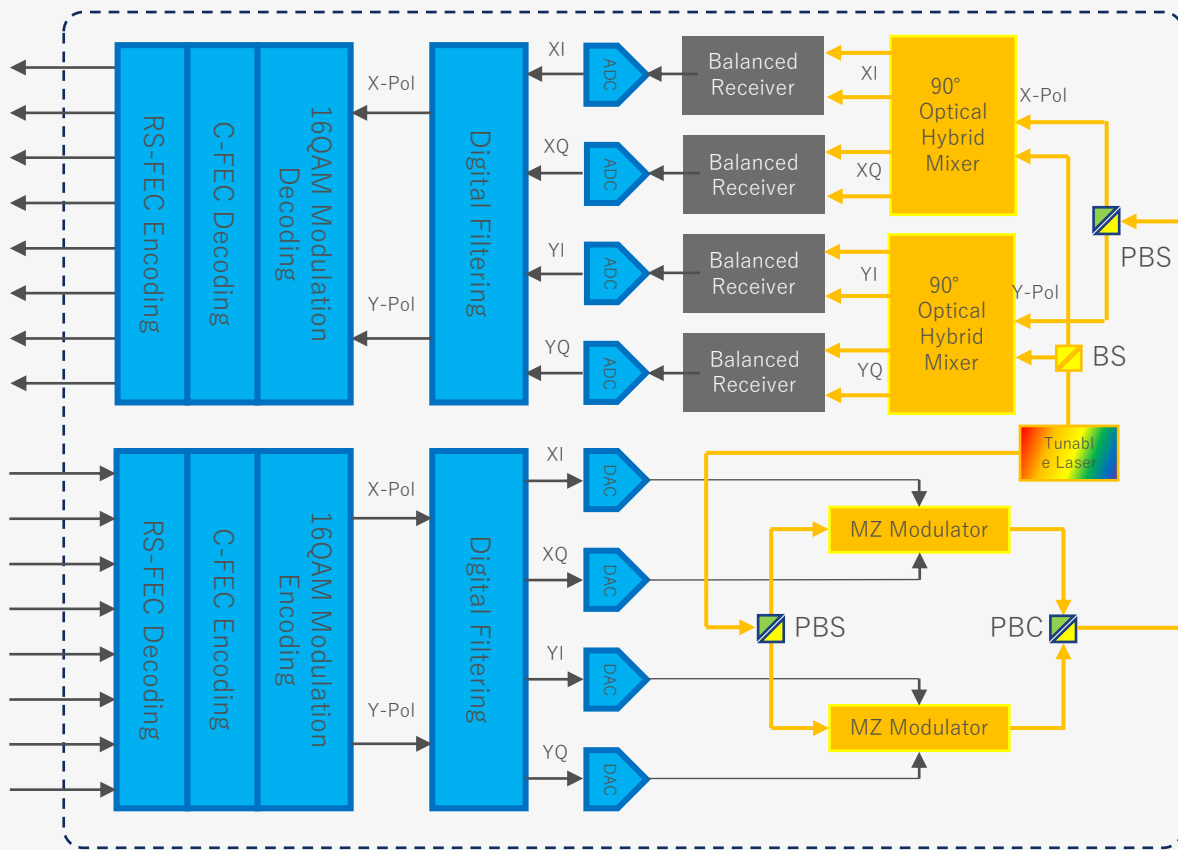 RS-FEC Encoding
C-FEC Decoding
16QAM Modulation
Decoding
X-Pol
Y-Pol
Digital Filtering
XI
XQ
YI
YQ
ADC
ADC
ADC
ADC
Balanced
Receiver
Balanced
Receiver
Balanced
Receiver
Balanced
Receiver
XI
XQ
YI
YQ
90°
Optical
Hybrid
Mixer
90°
Optical
Hybrid
Mixer
X-Pol
Y-Pol
PBS
BS
Tunabl
e Laser
RS-FEC Decoding
C-FEC Encoding
16QAM Modulation
Encoding
X-Pol
Y-Pol
Digital Filtering
XI
XQ
YI
YQ
DAC
DAC
DAC
DAC
MZ Modulator
PBS
PBC
MZ Modulator